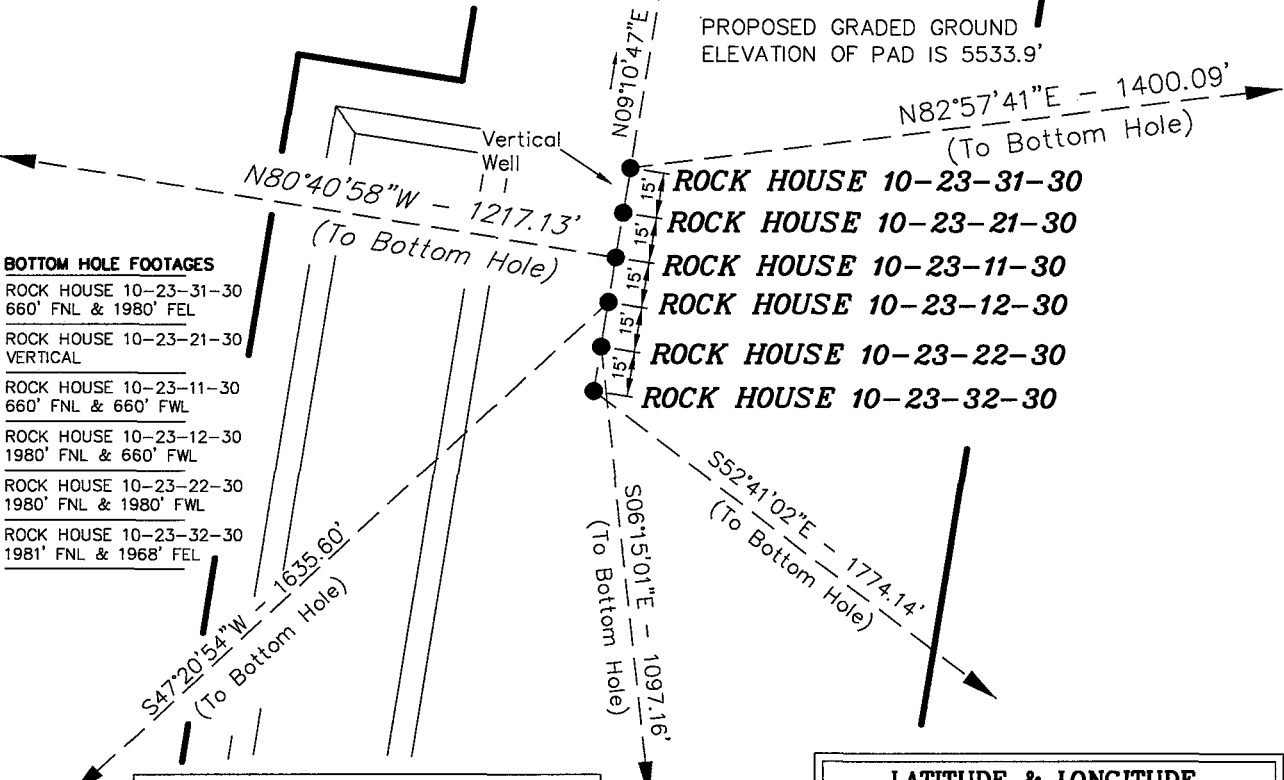 PROPOSED GRADED GROUND
ELEVATION OF PAD IS 5533.9'
N09°10'47"E
N82°57'41"E - 1400.09'
(To Bottom Hole)
Vertical
Well
N80°40'58"W - 1217.13'
(To Bottom Hole)
15' ROCK HOUSE 10-23-31-30
15' ROCK HOUSE 10-23-21-30
15' ROCK HOUSE 10-23-11-30
15' ROCK HOUSE 10-23-12-30
15' ROCK HOUSE 10-23-22-30
ROCK HOUSE 10-23-32-30
BOTTOM HOLE FOOTAGES
ROCK HOUSE 10-23-31-30
660' FNL & 1980' FEL
ROCK HOUSE 10-23-21-30
VERTICAL
ROCK HOUSE 10-23-11-30
660' FNL & 660' FWL
ROCK HOUSE 10-23-12-30
1980' FNL & 660' FWL
ROCK HOUSE 10-23-22-30
1980' FNL & 1980' FWL
ROCK HOUSE 10-23-32-30
1981' FNL & 1968' FEL
S47°20'54"W - 1635.60'
(To Bottom Hole)
S06°15'01"E - 1097.16'
(To Bottom Hole)
S52°41'02"E - 1774.14'
(To Bottom Hole)
LATITUDE & LONGITUDE